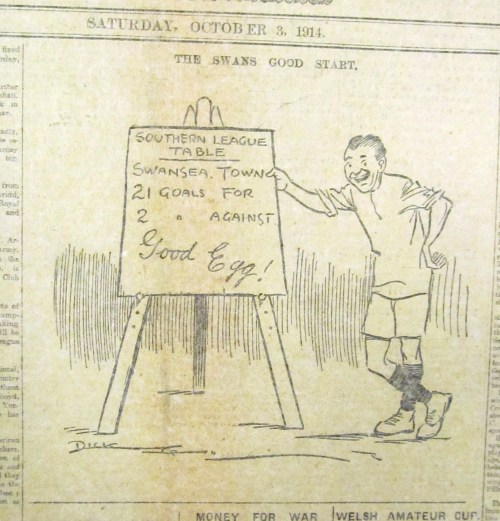 SATURDAY, OCTOBER 3, 1914.
THE SWANS GOOD START.
SOUTHERN LEAGUE
TABLE
SWANSEA. TOWN
21 GOALS FOR
2 " AGAINST
Good Egg!
DICK
MONEY FOR WAR
WELSH AMATEUR CUP